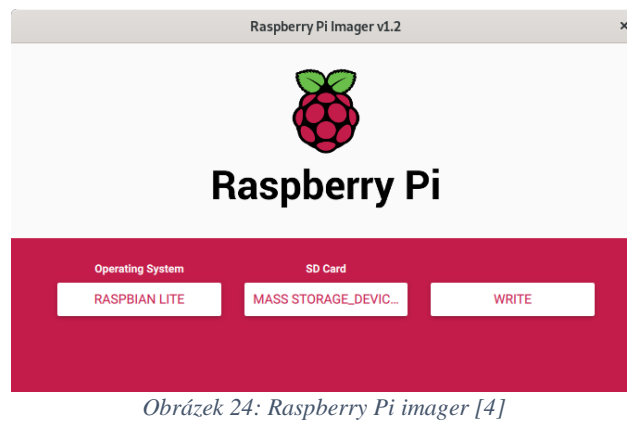 Raspberry Pi Imager v1.2
Raspberry Pi
Operating System
SD Card
RASPBIAN LITE
MASS STORAGE_DEVIC...
WRITE
Obrázek 24: Raspberry Pi imager [4]